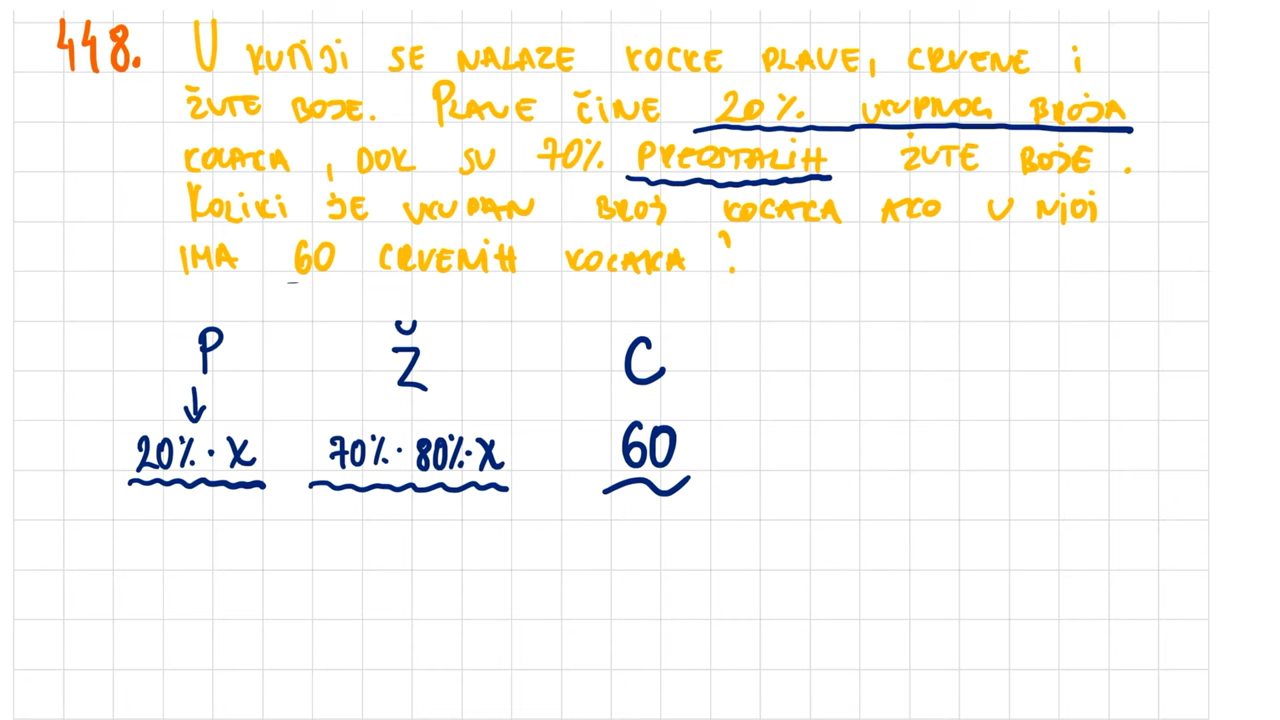 448. U KUTIJI SE NALAZE KOCKE PLAVE, CRVENE I
ŽUTE BOJE. PLAVE ČINE 20% UKUPNOG BROJA
KOCAKA, DOK SU 70% PREOSTALIH ŽUTE BOJE.
KOLIKI JE UKUPAN BROJ KOCAKA AKO U NJOJ
IMA 60 CRVENIH KOCAKA?
P Ž C
↓
20% · x 70% · 80% · x 60